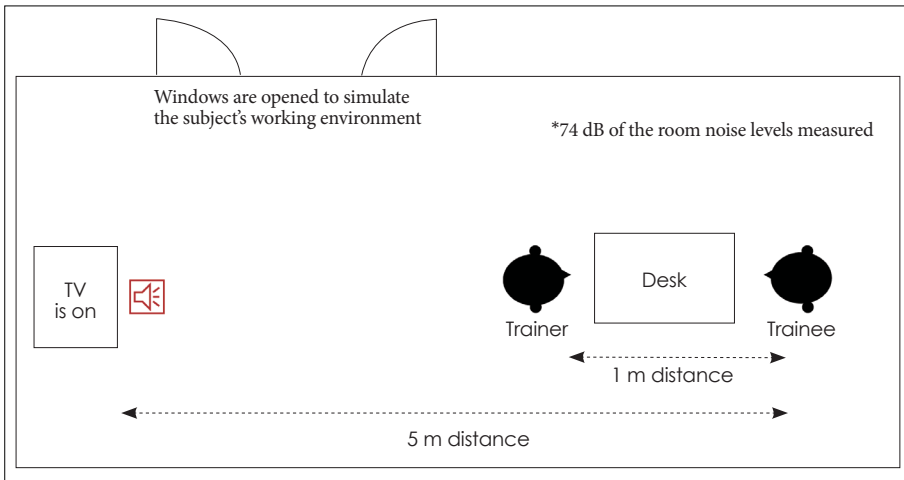 Windows are opened to simulate
the subject's working environment
*74 dB of the room noise levels measured
TV
is on
Desk
Trainer
Trainee
1 m distance
5 m distance